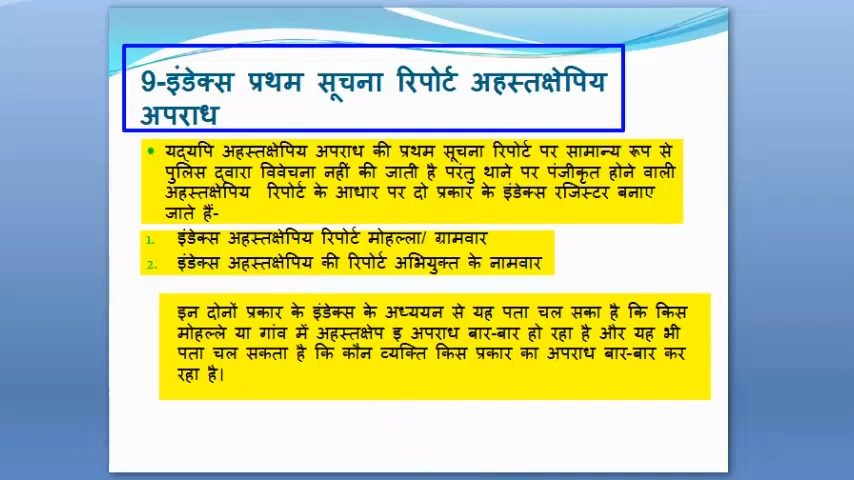 9-इंडेक्स प्रथम सूचना रिपोर्ट अहस्तक्षेपिय
अपराध
यद्यपि अहस्तक्षेपिय अपराध की प्रथम सूचना रिपोर्ट पर सामान्य रूप से
पुलिस द्वारा विवेचना नहीं की जाती है परंतु थाने पर पंजीकृत होने वाली
अहस्तक्षेपिय रिपोर्ट के आधार पर दो प्रकार के इंडेक्स रजिस्टर बनाए
जाते हैं-
1. इंडेक्स अहस्तक्षेपिय रिपोर्ट मोहल्ला/ ग्रामवार
2. इंडेक्स अहस्तक्षेपिय की रिपोर्ट अभियुक्त के नामवार
इन दोनों प्रकार के इंडेक्स के अध्ययन से यह पता चल सका है कि किस
मोहल्ले या गांव में अहस्तक्षेप इ अपराध बार-बार हो रहा है और यह भी
पता चल सकता है कि कौन व्यक्ति किस प्रकार का अपराध बार-बार कर
रहा है।